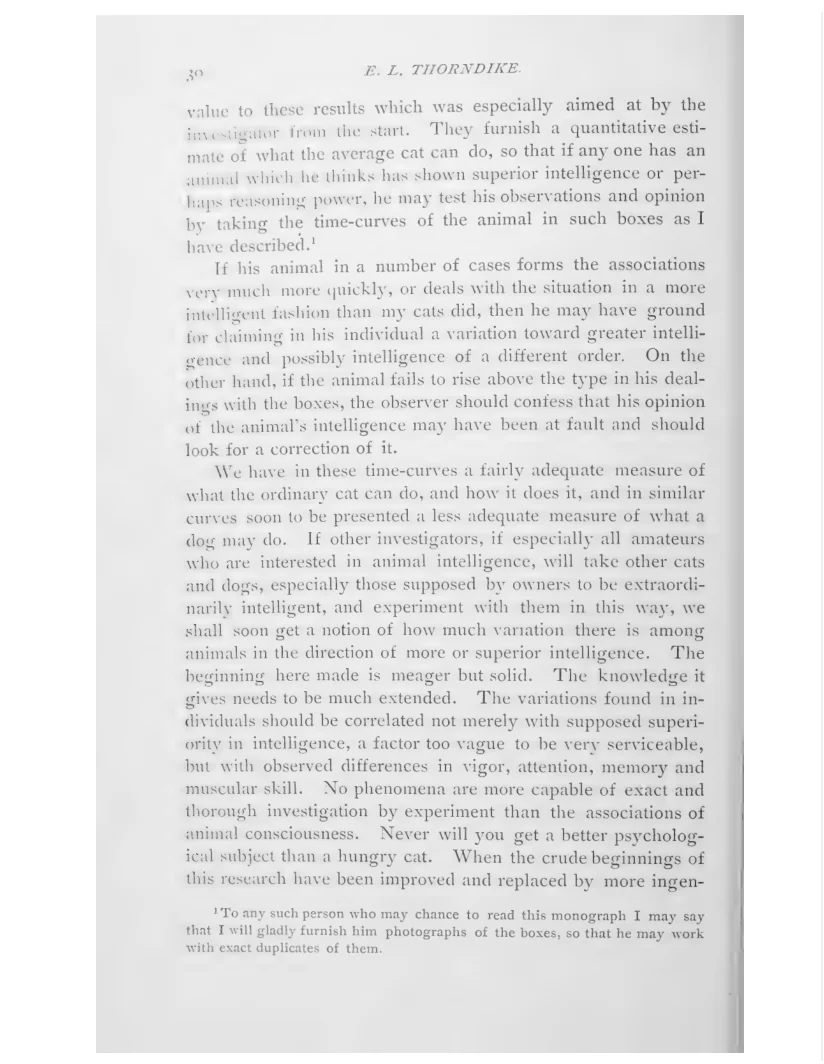 30
E. L. THORNDIKE.
value to these results which was especially aimed at by the
investigator from the start. They furnish a quantitative esti-
mate of what the average cat can do, so that if any one has an
animal which he thinks has shown superior intelligence or per-
haps reasoning power, he may test his observations and opinion
by taking the time-curves of the animal in such boxes as I
have described.¹
If his animal in a number of cases forms the associations
very much more quickly, or deals with the situation in a more
intelligent fashion than my cats did, then he may have ground
for claiming in his individual a variation toward greater intelli-
gence and possibly intelligence of a different order. On the
other hand, if the animal fails to rise above the type in his deal-
ings with the boxes, the observer should confess that his opinion
of the animal's intelligence may have been at fault and should
look for a correction of it.
We have in these time-curves a fairly adequate measure of
what the ordinary cat can do, and how it does it, and in similar
curves soon to be presented a less adequate measure of what a
dog may do. If other investigators, if especially all amateurs
who are interested in animal intelligence, will take other cats
and dogs, especially those supposed by owners to be extraordi-
narily intelligent, and experiment with them in this way, we
shall soon get a notion of how much variation there is among
animals in the direction of more or superior intelligence. The
beginning here made is meager but solid. The knowledge it
gives needs to be much extended. The variations found in in-
dividuals should be correlated not merely with supposed superi-
ority in intelligence, a factor too vague to be very serviceable,
but with observed differences in vigor, attention, memory and
muscular skill. No phenomena are more capable of exact and
thorough investigation by experiment than the associations of
animal consciousness. Never will you get a better psycholog-
ical subject than a hungry cat. When the crude beginnings of
this research have been improved and replaced by more ingen-
¹ To any such person who may chance to read this monograph I may say
that I will gladly furnish him photographs of the boxes, so that he may work
with exact duplicates of them.